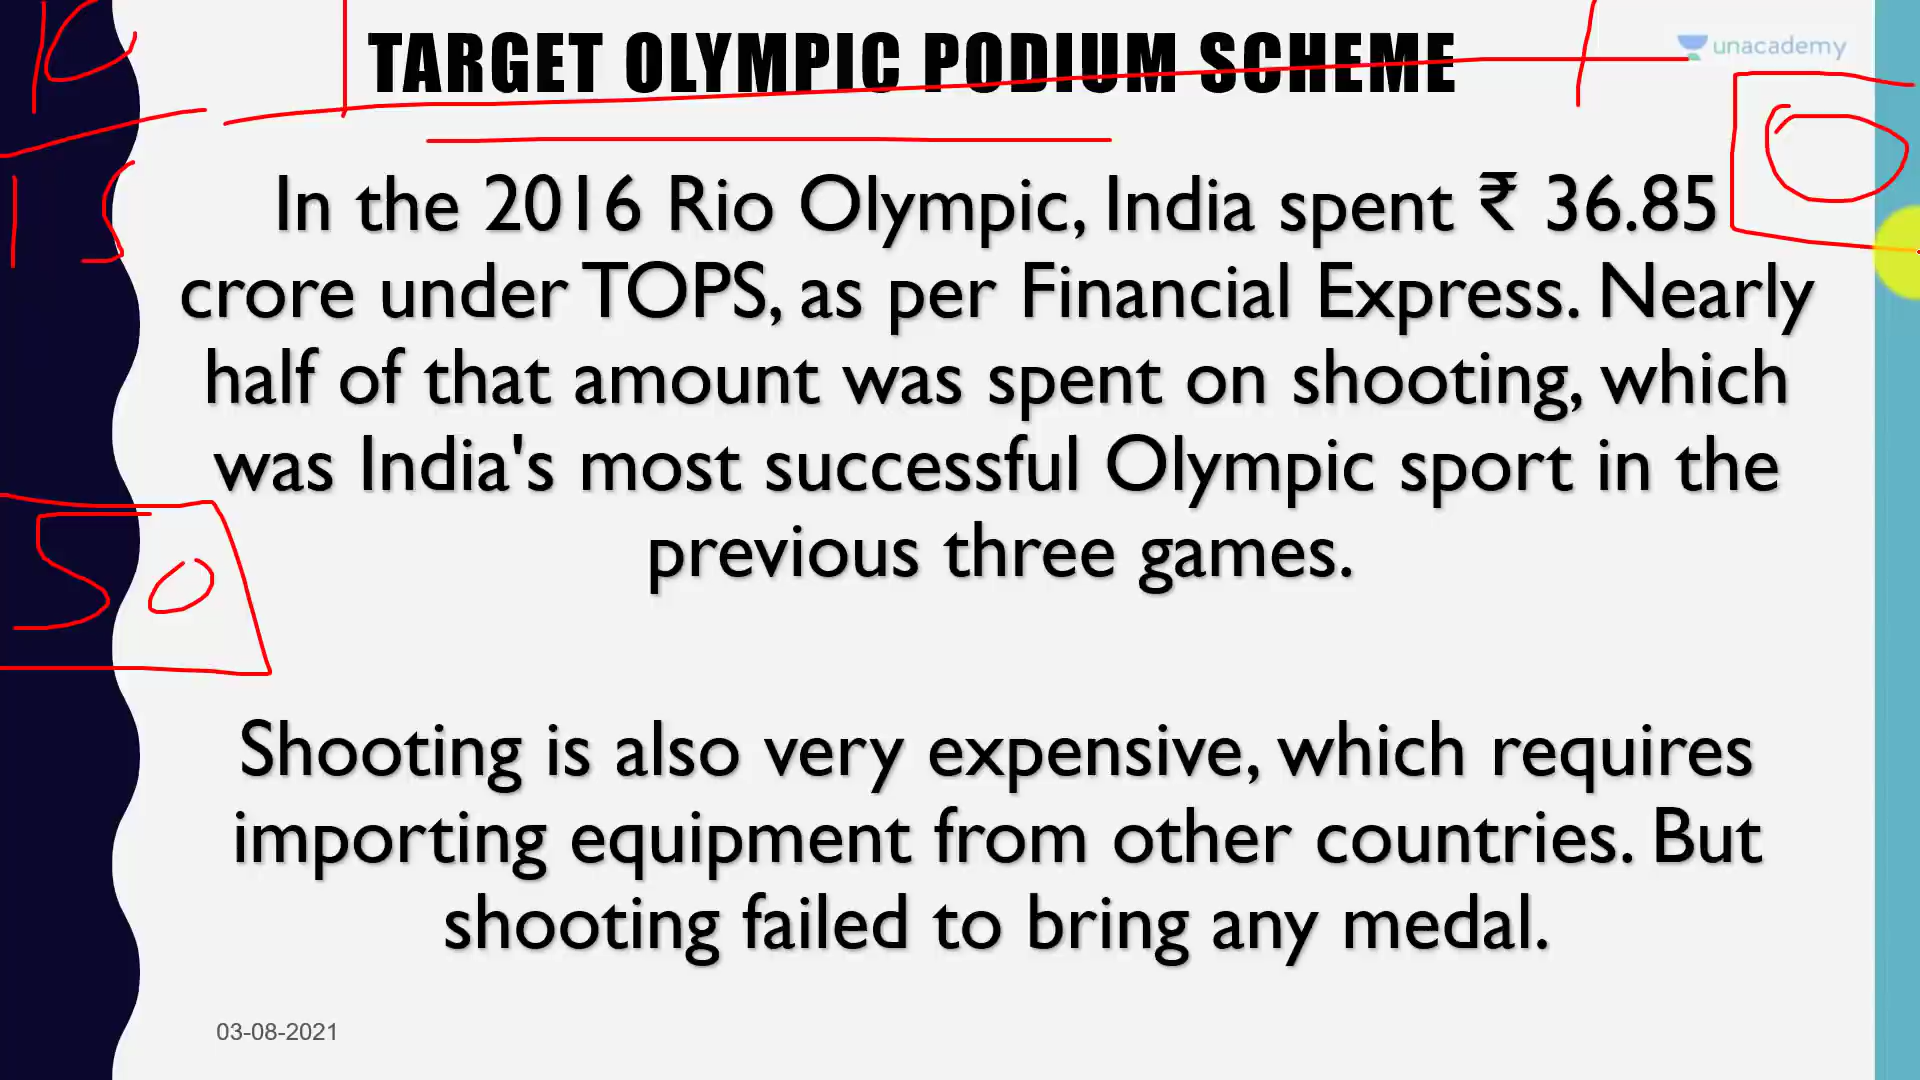 TARGET OLYMPIC PODIUM SCHEME
unacademy
In the 2016 Rio Olympic, India spent ₹ 36.85
crore under TOPS, as per Financial Express. Nearly
half of that amount was spent on shooting, which
was India's most successful Olympic sport in the
previous three games.
50
Shooting is also very expensive, which requires
importing equipment from other countries. But
shooting failed to bring any medal.
03-08-2021